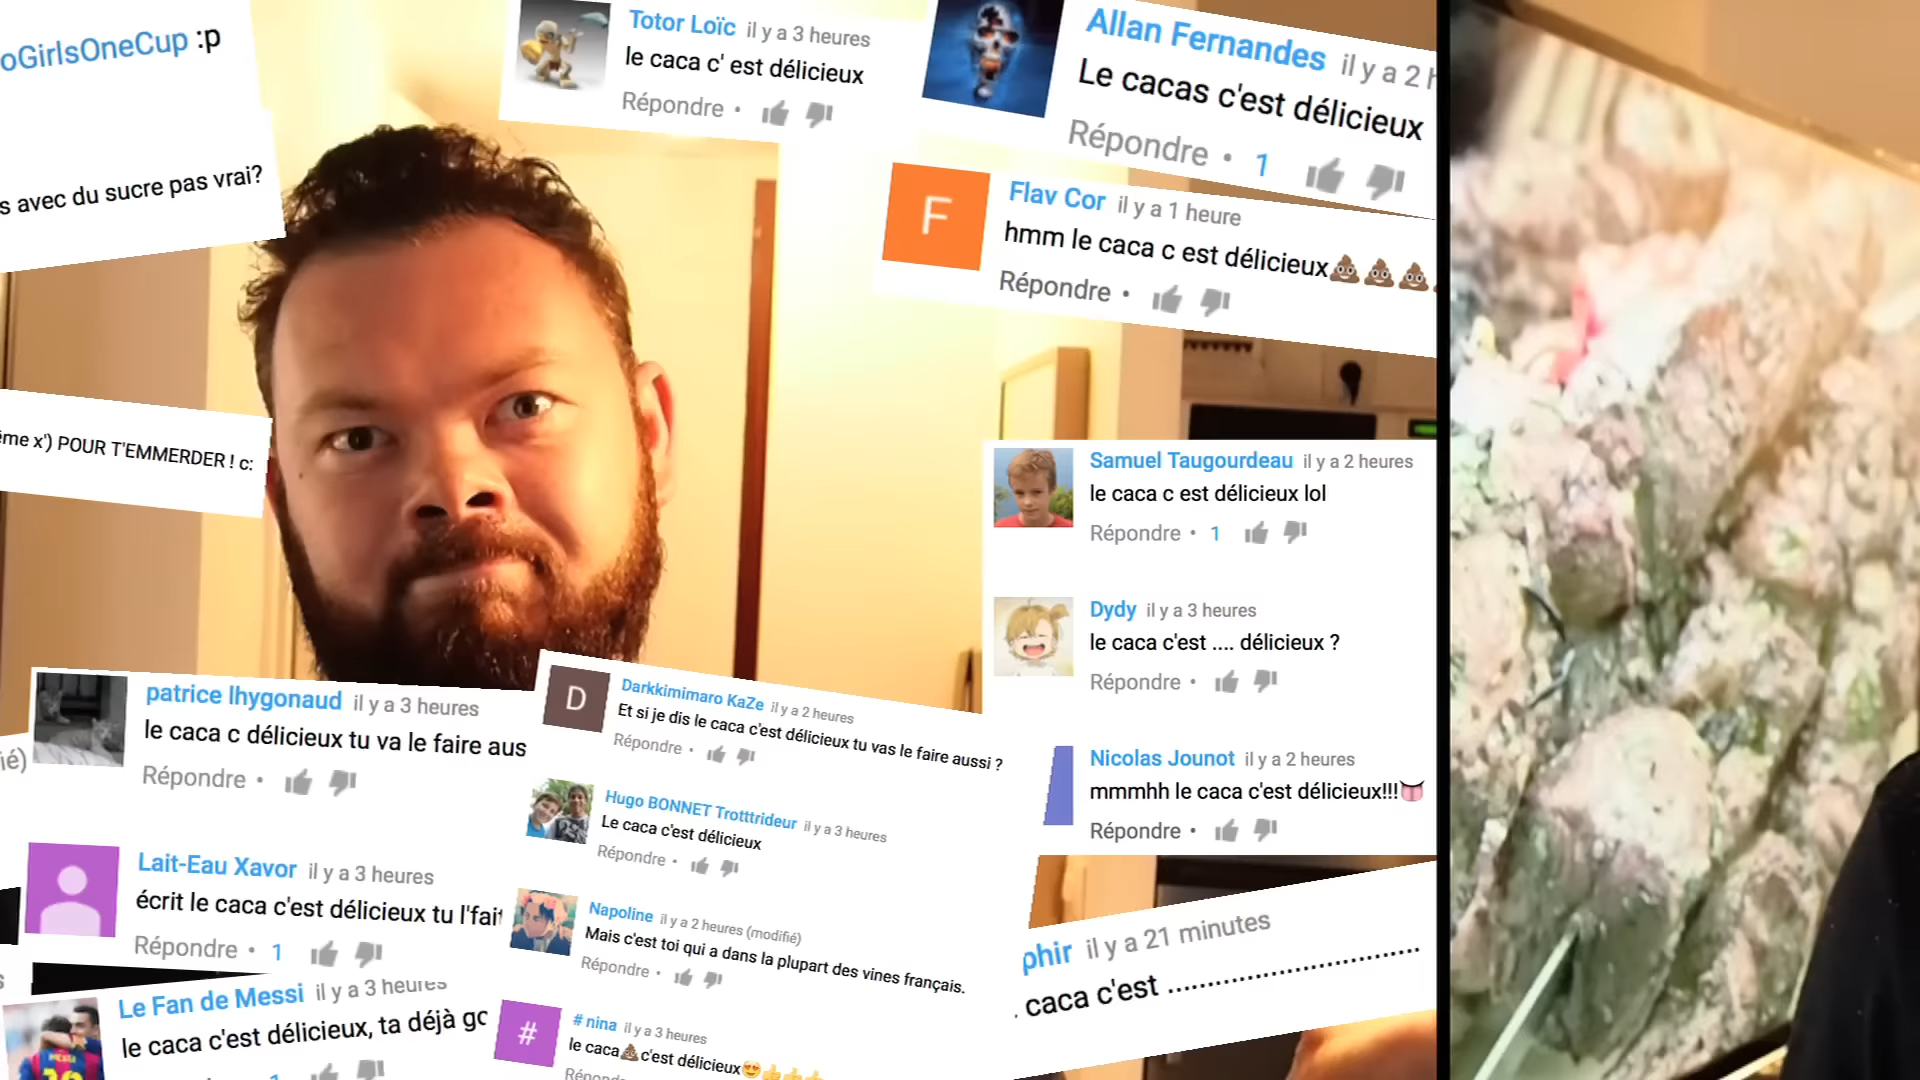 oGirlsOneCup :p
s avec du sucre pas vrai?
ême x') POUR T'EMMERDER ! c:
Totor Loïc il y a 3 heures
le caca c' est délicieux
Répondre •
Allan Fernandes il y a 2 h
Le cacas c'est délicieux
Répondre • 1
F
Flav Cor il y a 1 heure
hmm le caca c est délicieux💩💩💩
Répondre •
Samuel Taugourdeau il y a 2 heures
le caca c est délicieux lol
Répondre • 1
Dydy il y a 3 heures
le caca c'est .... délicieux ?
Répondre •
Nicolas Jounot il y a 2 heures
mmmhh le caca c'est délicieux!!!👅
Répondre •
phir il y a 21 minutes
caca c'est ....................................
ié)
patrice lhygonaud il y a 3 heures
le caca c délicieux tu va le faire aus
Répondre •
Lait-Eau Xavor il y a 3 heures
écrit le caca c'est délicieux tu l'fait
Répondre • 1
s
Le Fan de Messi il y a 3 heures
le caca c'est délicieux, ta déjà go
1
D
Darkkimimaro KaZe il y a 2 heures
Et si je dis le caca c'est délicieux tu vas le faire aussi ?
Répondre •
Hugo BONNET Trotttrideur il y a 3 heures
Le caca c'est délicieux
Répondre •
Napoline il y a 2 heures (modifié)
Mais c'est toi qui a dans la plupart des vines français.
Répondre •
#
# nina il y a 3 heures
le caca💩c'est délicieux😍👍👍👍
Répond